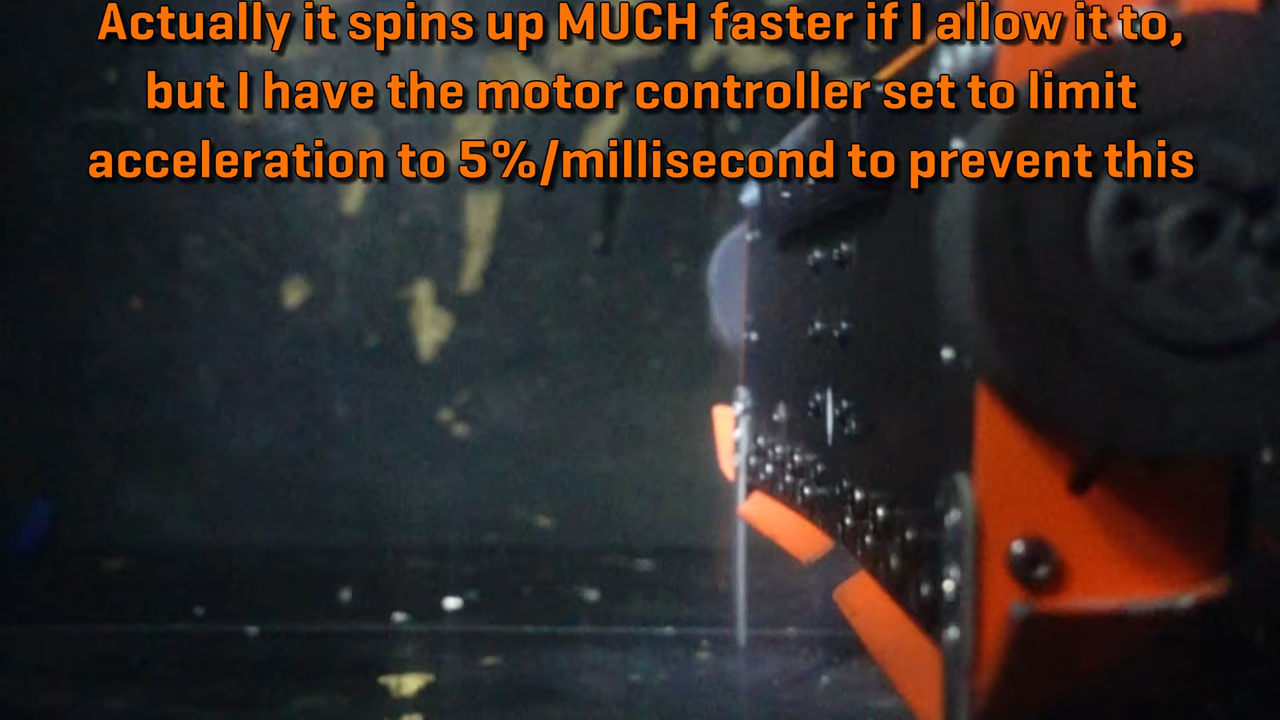 Actually it spins up MUCH faster if I allow it to,
but I have the motor controller set to limit
acceleration to 5%/millisecond to prevent this